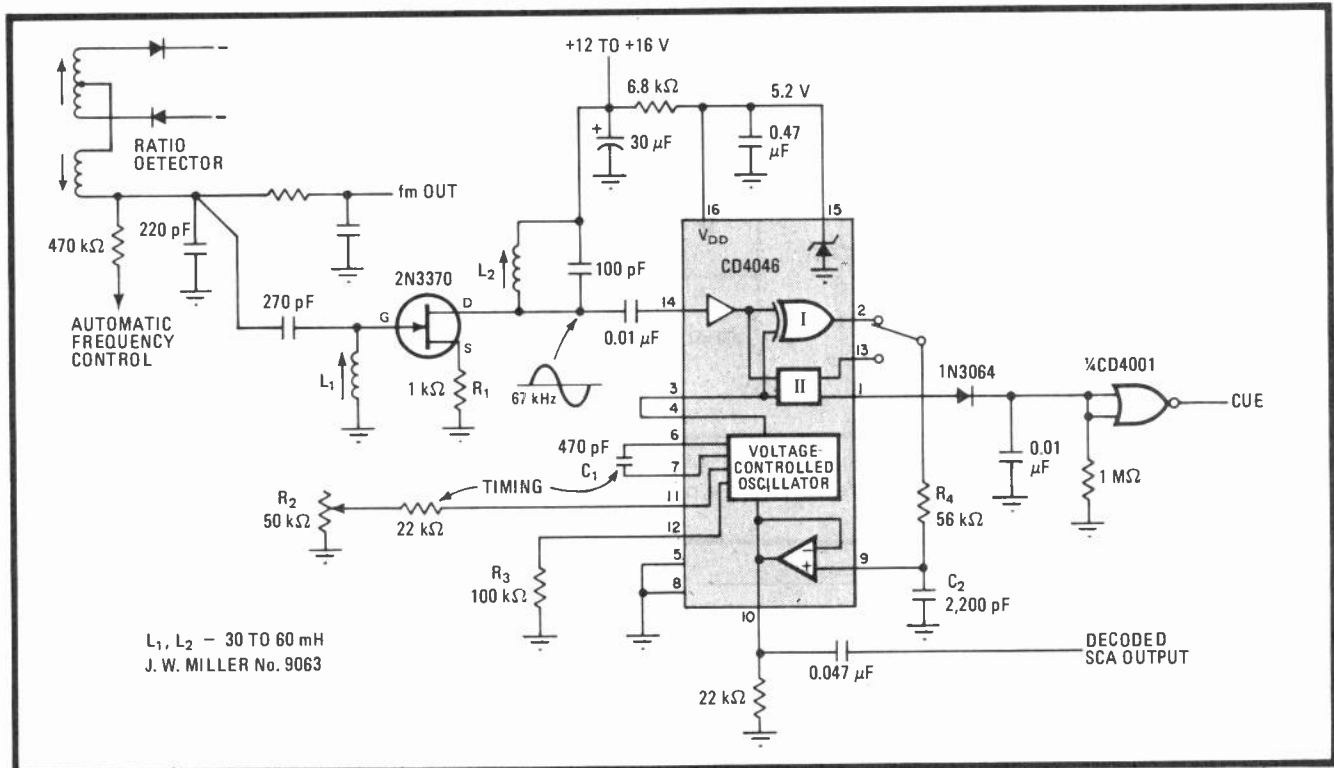 +12 TO +16 V
6.8 kΩ
5.2 V
+
30 μF
0.47
μF
RATIO
DETECTOR
fm OUT
470 kΩ
220 pF
AUTOMATIC
FREQUENCY
CONTROL
270 pF
L1
2N3370
G
D
S
1 kΩ
R1
L2
100 pF
0.01 μF
67 kHz
16
15
VDD
CD4046
14
I
2
13
II
3
1
4
1N3064
¼CD4001
CUE
0.01
μF
1 MΩ
6
470 pF
C1
7
VOLTAGE-
CONTROLLED
OSCILLATOR
TIMING
11
R2
50 kΩ
22 kΩ
12
R3
100 kΩ
5
8
R4
56 kΩ
−
+
9
C2
2,200 pF
10
L1, L2 – 30 TO 60 mH
J. W. MILLER No. 9063
0.047 μF
DECODED
SCA OUTPUT
22 kΩ